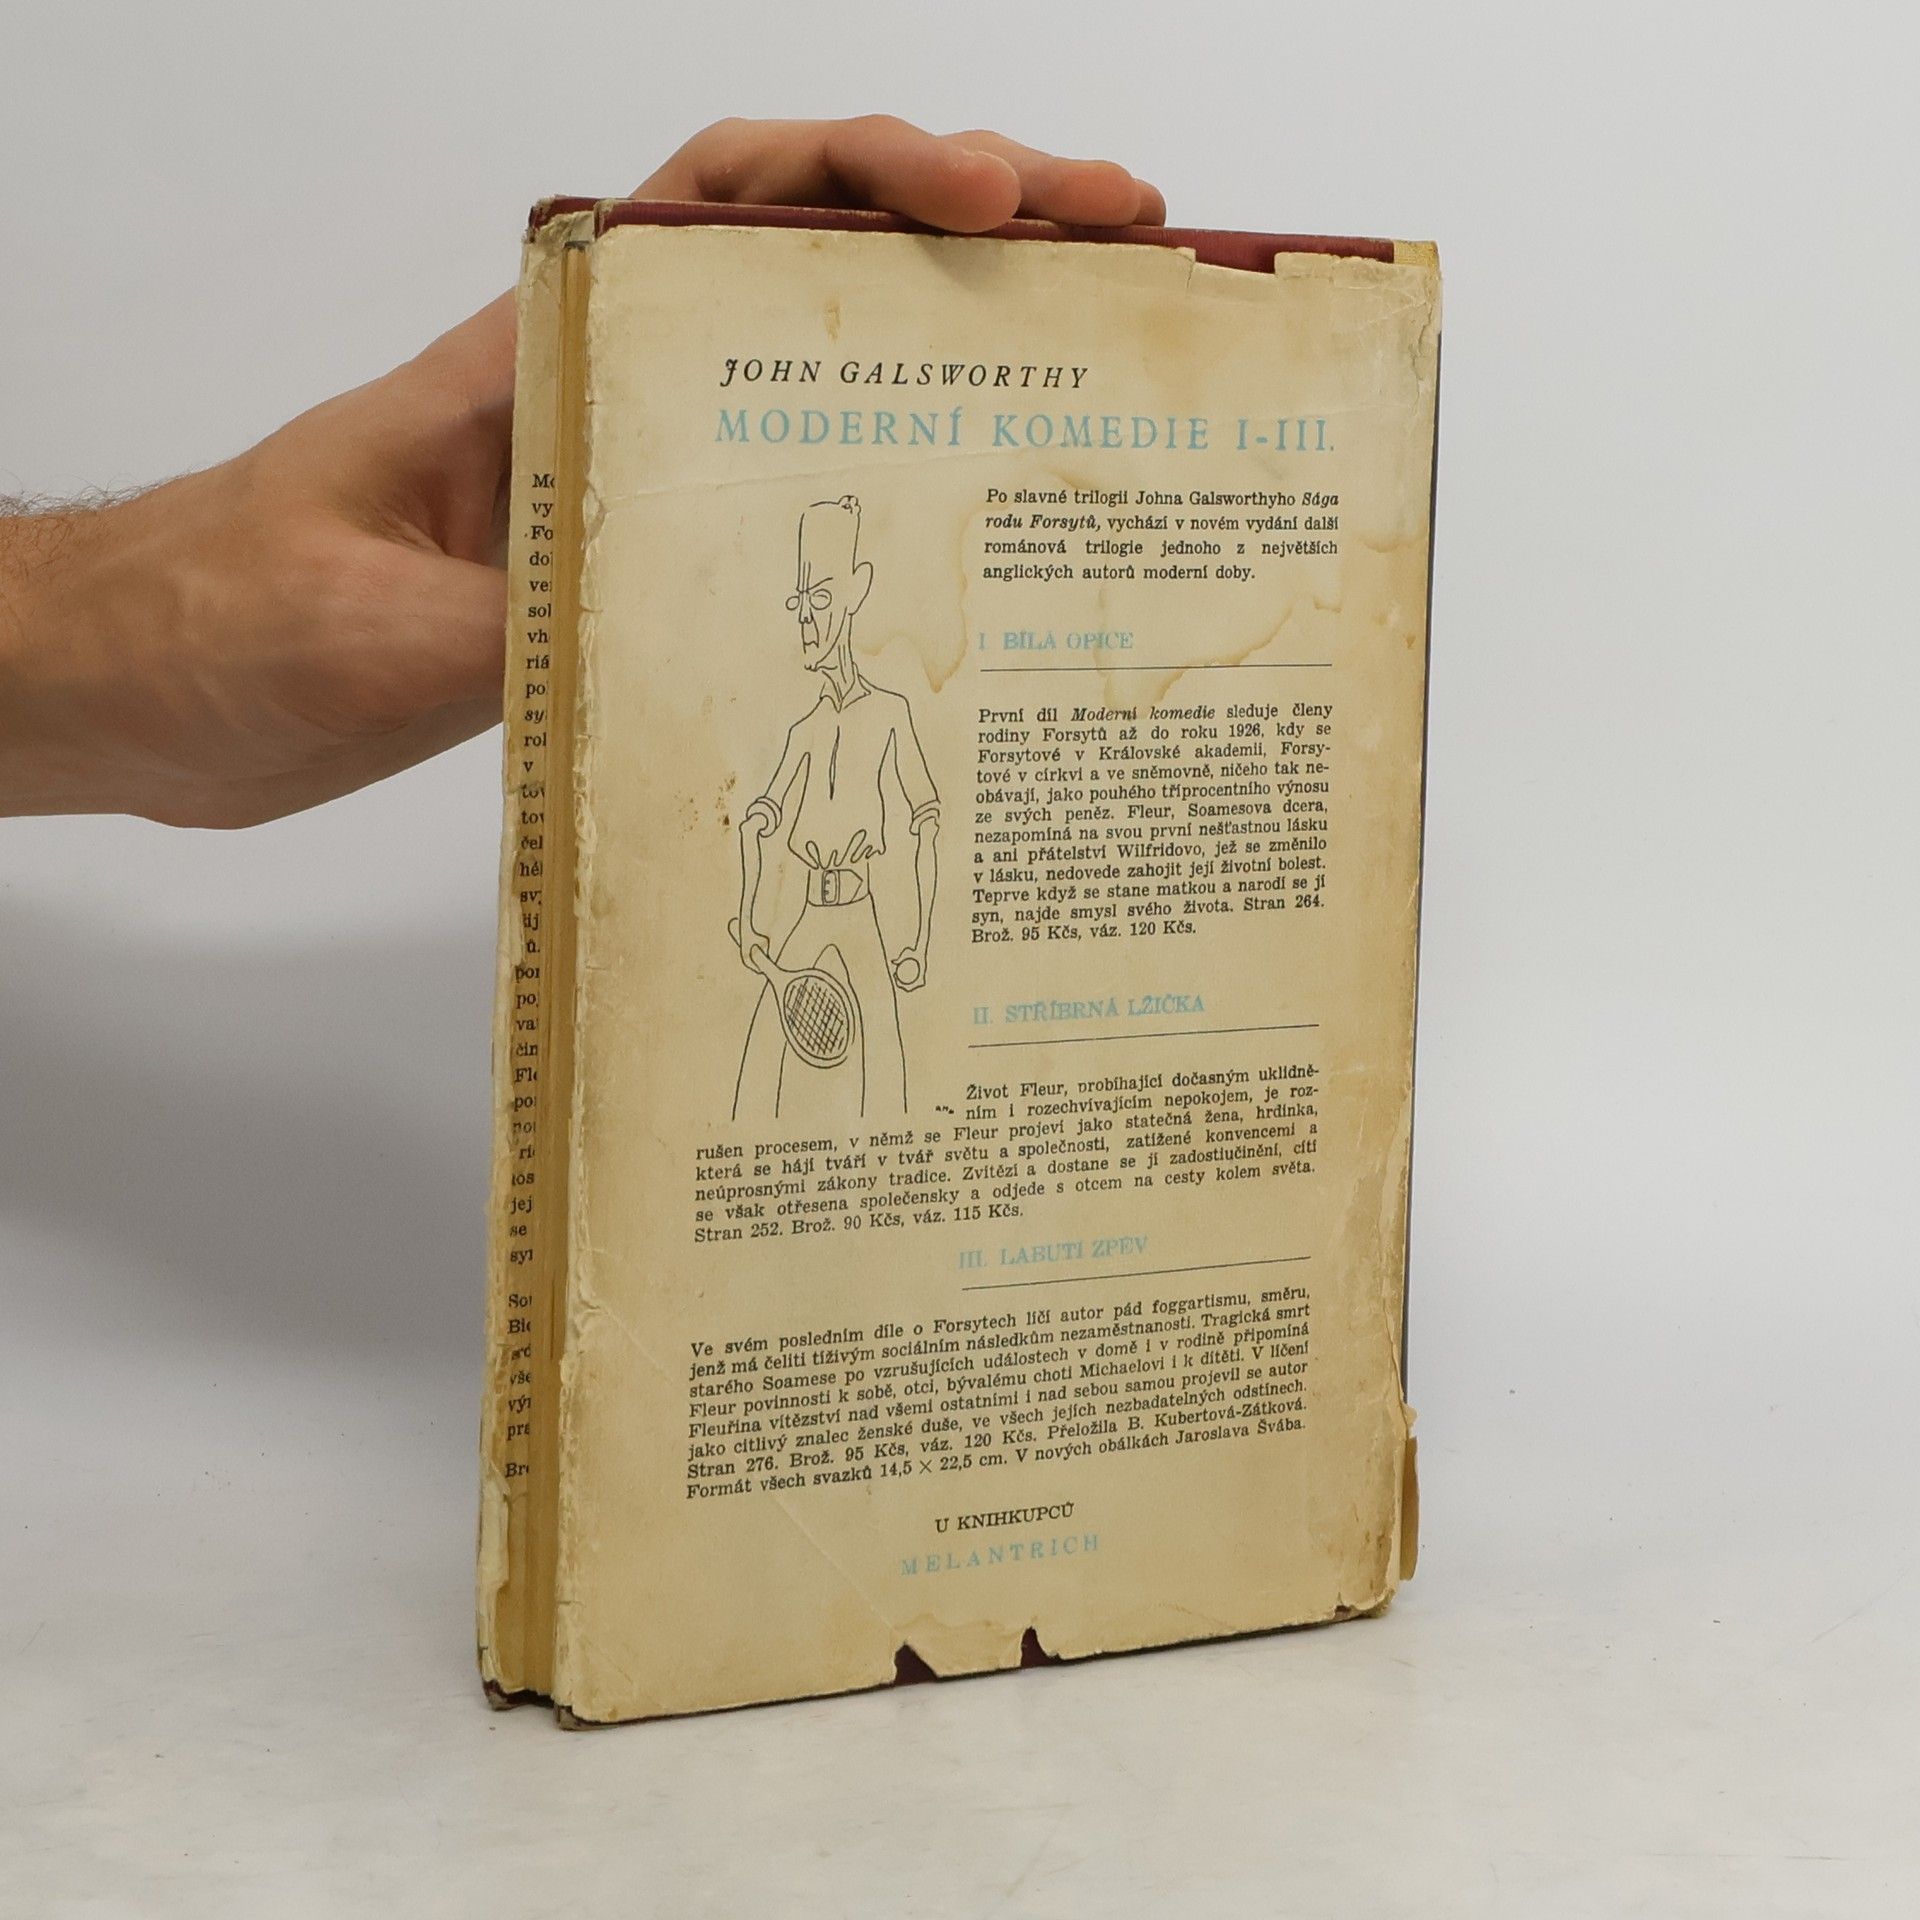 JOHN GALSWORTHY
MODERNÍ KOMEDIE I-III.
Po slavné trilogii Johna Galsworthyho Sága
rodu Forsytů, vychází v novém vydání další
románová trilogie jednoho z největších
anglických autorů moderní doby.
I. BÍLÁ OPICE
První díl Moderní komedie sleduje členy
rodiny Forsytů až do roku 1926, kdy se
Forsytové v Královské akademii, Forsy-
tové v církvi a ve sněmovně, ničeho tak ne-
obávají, jako pouhého tříprocentního výnosu
ze svých peněz. Fleur, Soamesova dcera,
nezapomíná na svou první nešťastnou lásku
a ani přátelství Wilfridovo, jež se změnilo
v lásku, nedovede zahojit její životní bolest.
Teprve když se stane matkou a narodí se jí
syn, najde smysl svého života. Stran 264.
Brož. 95 Kčs, váz. 120 Kčs.
II. STŘÍBRNÁ LŽIČKA
Život Fleur, probíhající dočasným uklidně-
ním i rozechvívajícím nepokojem, je roz-
rušen procesem, v němž se Fleur projeví jako statečná žena, hrdinka,
která se hájí tváří v tvář světu a společnosti, zatížené konvencemi a
neúprosnými zákony tradice. Zvítězí a dostane se jí zadostiučinění, cítí
se však otřesena společensky a odjede s otcem na cesty kolem světa.
Stran 252. Brož. 90 Kčs, váz. 115 Kčs.
III. LABUTÍ ZPĚV
Ve svém posledním díle o Forsytech líčí autor pád foggartismu, směru,
jenž má čeliti tíživým sociálním následkům nezaměstnanosti. Tragická smrt
starého Soamese po vzrušujících událostech v domě i v rodině připomíná
Fleur povinnosti k sobě, otci, bývalému choti Michaelovi i k dítěti. V líčení
Fleuřina vítězství nad všemi ostatními i nad sebou samou projevil se autor
jako citlivý znalec ženské duše, ve všech jejích nezbadatelných odstínech.
Stran 276. Brož. 95 Kčs, váz. 120 Kčs. Přeložila B. Kubertová-Zátková.
Formát všech svazků 14,5 × 22,5 cm. V nových obálkách Jaroslava Švába.
U KNIHKUPCŮ
MELANTRICH